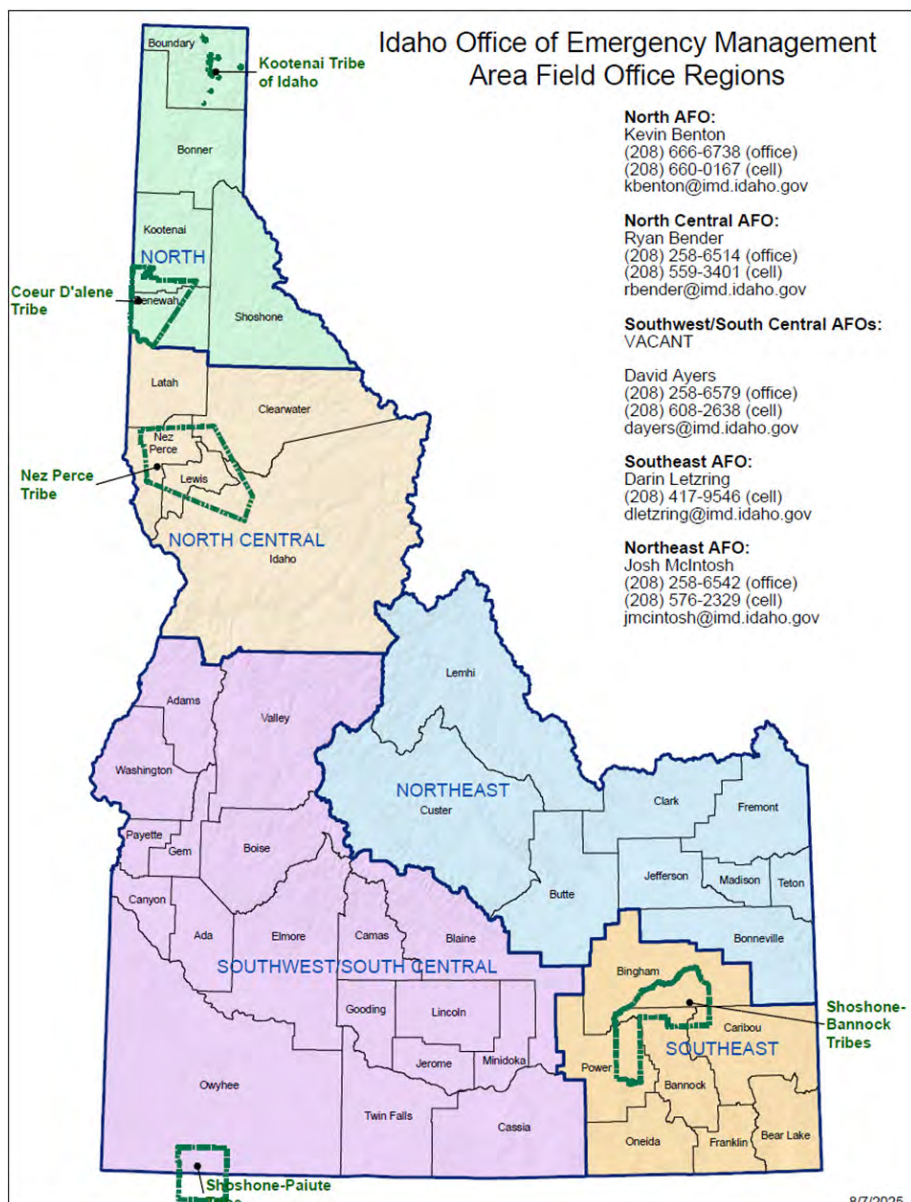 Idaho Office of Emergency Management
Area Field Office Regions
North AFO:
Kevin Benton
(208) 666-6738 (office)
(208) 660-0167 (cell)
kbenton@imd.idaho.gov
North Central AFO:
Ryan Bender
(208) 258-6514 (office)
(208) 559-3401 (cell)
rbender@imd.idaho.gov
Southwest/South Central AFOs:
VACANT
David Ayers
(208) 258-6579 (office)
(208) 608-2638 (cell)
dayers@imd.idaho.gov
Southeast AFO:
Darin Letzring
(208) 417-9546 (cell)
dletzring@imd.idaho.gov
Northeast AFO:
Josh McIntosh
(208) 258-6542 (office)
(208) 576-2329 (cell)
jmcintosh@imd.idaho.gov
Boundary
Kootenai Tribe
of Idaho
Bonner
Kootenai
NORTH
Coeur D'alene
Tribe
Shoshone
Latah
Clearwater
Nez
Perce
Lewis
Nez Perce
Tribe
NORTH CENTRAL
Idaho
Lemhi
Adams
Valley
Washington
NORTHEAST
Custer
Clark
Fremont
Payette
Gem
Boise
Jefferson
Madison
Teton
Canyon
Butte
Ada
Elmore
Camas
Blaine
Bonneville
SOUTHWEST/SOUTH CENTRAL
Bingham
Gooding
Lincoln
Caribou
Shoshone-
Bannock
Tribes
SOUTHEAST
Jerome
Minidoka
Power
Bannock
Owyhee
Twin Falls
Cassia
Oneida
Franklin
Bear Lake
Shoshone-Paiute
8/7/2025